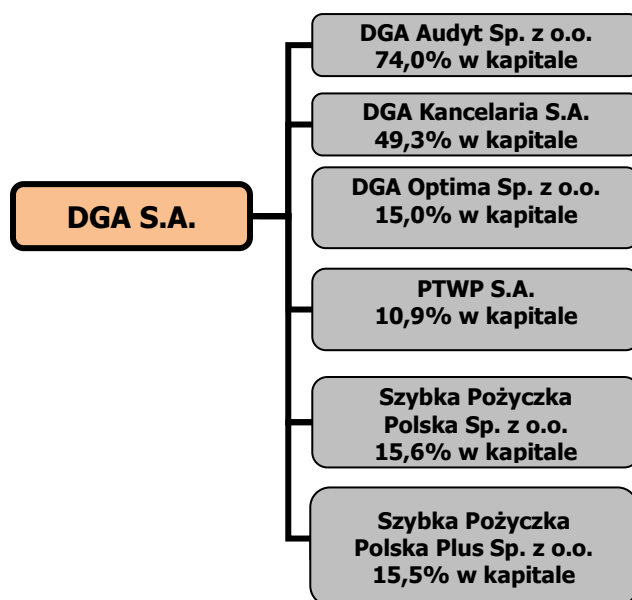 DGA S.A.
DGA Audyt Sp. z o.o.
74,0% w kapitale
DGA Kancelaria S.A.
49,3% w kapitale
DGA Optima Sp. z o.o.
15,0% w kapitale
PTWP S.A.
10,9% w kapitale
Szybka Pożyczka
Polska Sp. z o.o.
15,6% w kapitale
Szybka Pożyczka
Polska Plus Sp. z o.o.
15,5% w kapitale